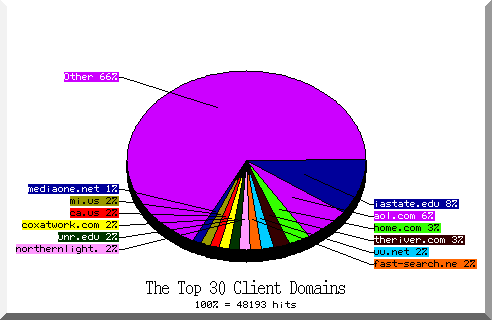 Other 66%
mediaone.net 1%
mi.us 2%
ca.us 2%
coxatwork.com 2%
unr.edu 2%
northernlight. 2%
iastate.edu 8%
aol.com 6%
home.com 3%
theriver.com 3%
uu.net 2%
fast-search.ne 2%
The Top 30 Client Domains
100% = 48193 hits